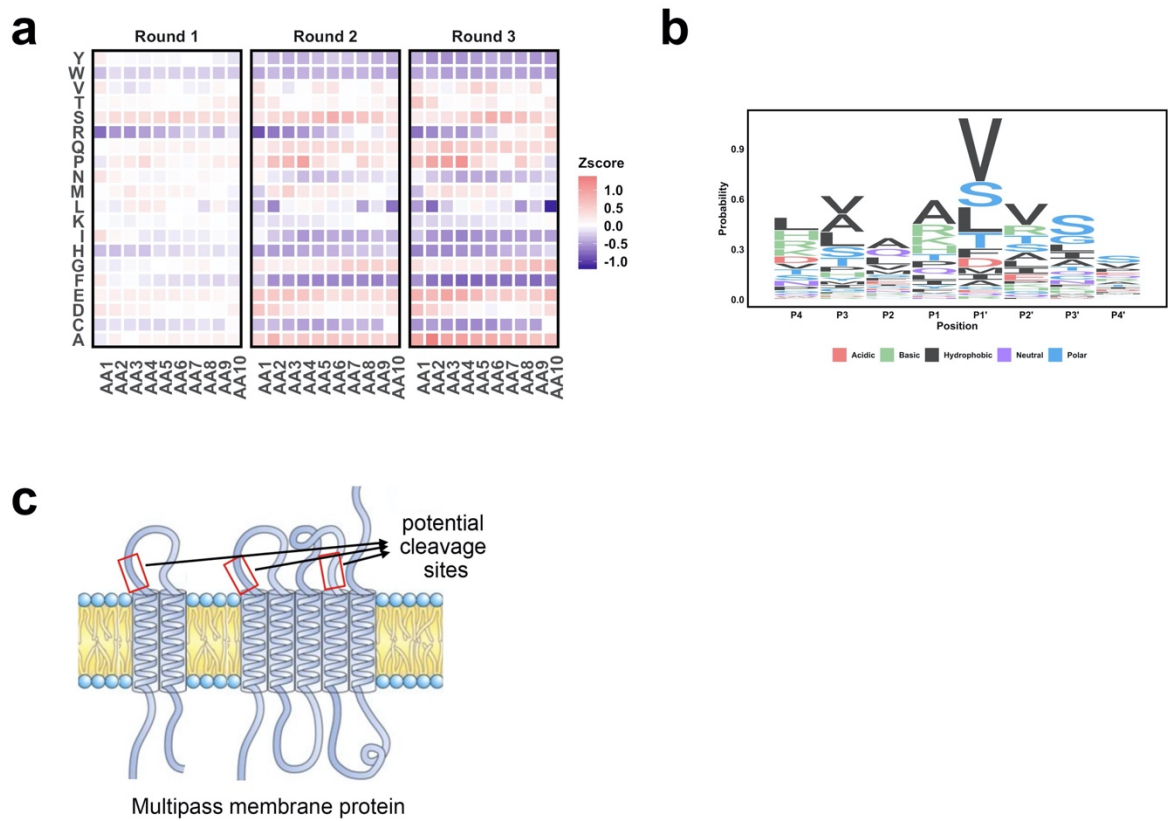 a
Round 1 Round 2 Round 3
Y
W
V
T
S
R
Q
P
N
M
L
K
I
H
G
F
E
D
C
A
AA1 AA2 AA3 AA4 AA5 AA6 AA7 AA8 AA9 AA10
AA1 AA2 AA3 AA4 AA5 AA6 AA7 AA8 AA9 AA10
AA1 AA2 AA3 AA4 AA5 AA6 AA7 AA8 AA9 AA10
Zscore
1.0
0.5
0.0
-0.5
-1.0
b
Probability
0.9
0.6
0.3
0.0
V
S
L
T
A
R
V
R
S
G
P4 P3 P2 P1 P1' P2' P3' P4'
Position
Acidic Basic Hydrophobic Neutral Polar
c
potential
cleavage
sites
Multipass membrane protein